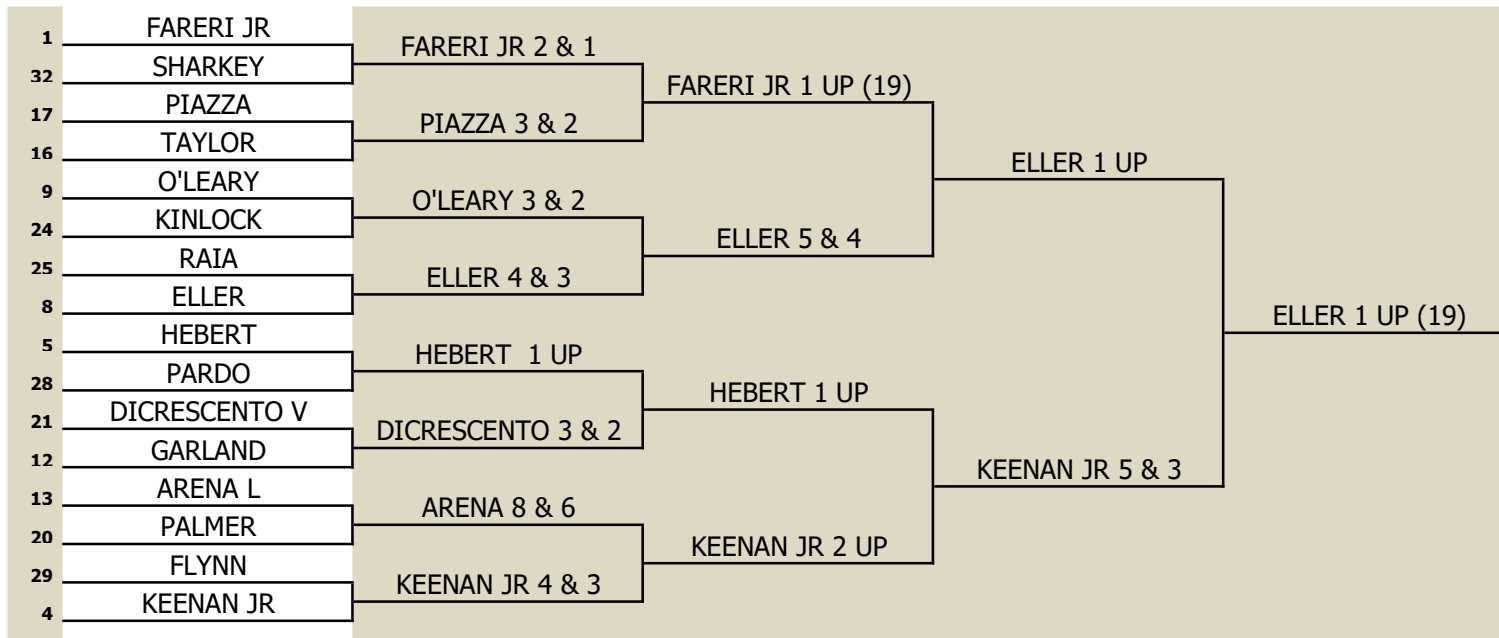 1 FARERI JR
32 SHARKEY
17 PIAZZA
16 TAYLOR
9 O'LEARY
24 KINLOCK
25 RAIA
8 ELLER
5 HEBERT
28 PARDO
21 DICRESCENTO V
12 GARLAND
13 ARENA L
20 PALMER
29 FLYNN
4 KEENAN JR
FARERI JR 2 & 1
PIAZZA 3 & 2
O'LEARY 3 & 2
ELLER 4 & 3
HEBERT  1 UP
DICRESCENTO 3 & 2
ARENA 8 & 6
KEENAN JR 4 & 3
FARERI JR 1 UP (19)
ELLER 5 & 4
HEBERT 1 UP
KEENAN JR 2 UP
ELLER 1 UP
KEENAN JR 5 & 3
ELLER 1 UP (19)